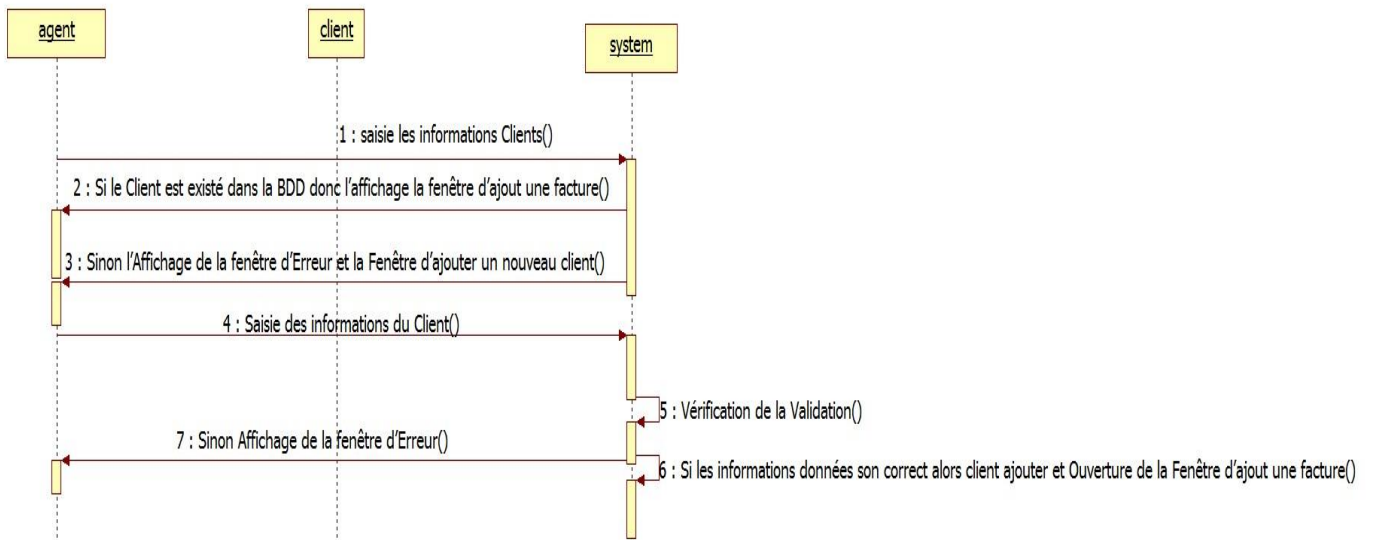 agent
client
system
1 : saisie les informations Clients()
2 : Si le Client est existé dans la BDD donc l'affichage la fenêtre d'ajout une facture()
3 : Sinon l'Affichage de la fenêtre d'Erreur et la Fenêtre d'ajouter un nouveau client()
4 : Saisie des informations du Client()
5 : Vérification de la Validation()
7 : Sinon Affichage de la fenêtre d'Erreur()
6 : Si les informations données son correct alors client ajouter et Ouverture de la Fenêtre d'ajout une facture()